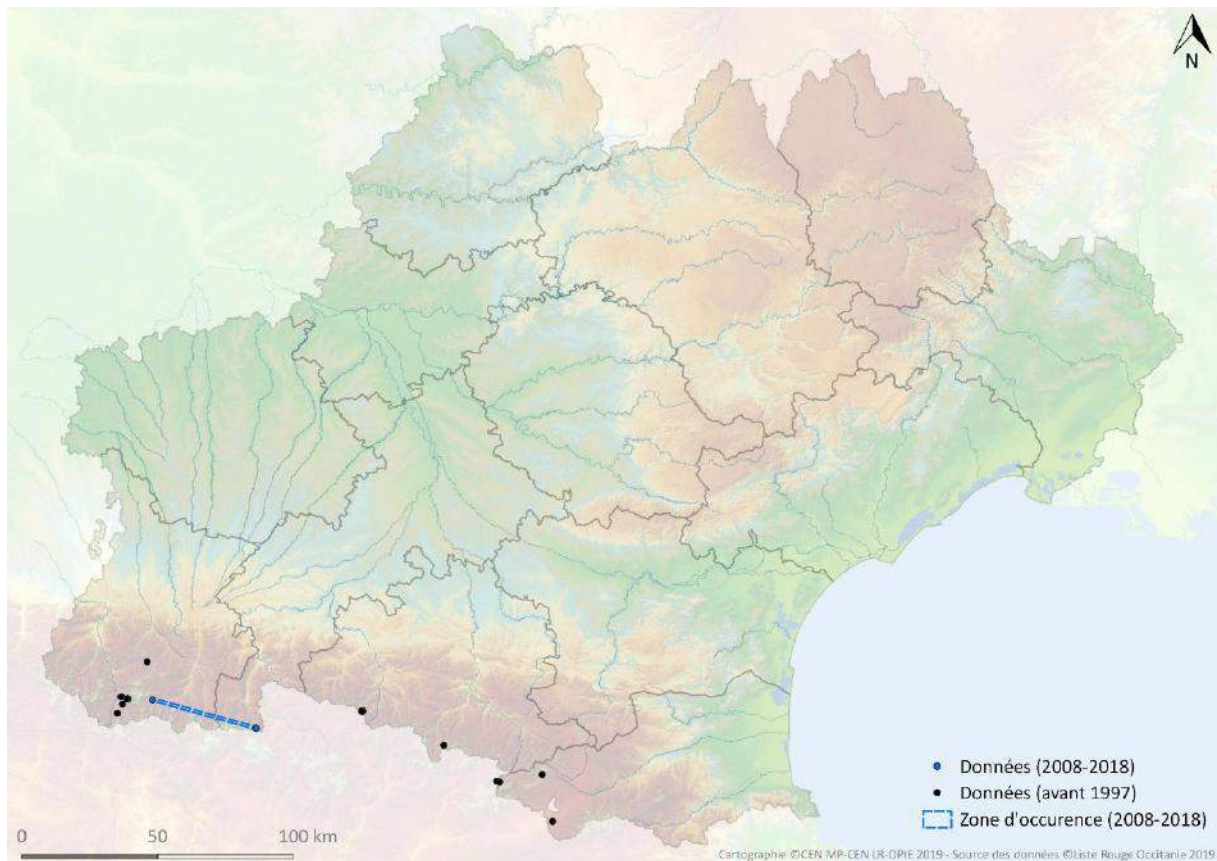 N
Données (2008-2018)
Données (avant 1997)
Zone d'occurence (2008-2018)
0 50 100 km
Cartographie ©CEN MP-CEN LR-OPIE 2019 - Source des données ©Liste Rouge Occitanie 2019